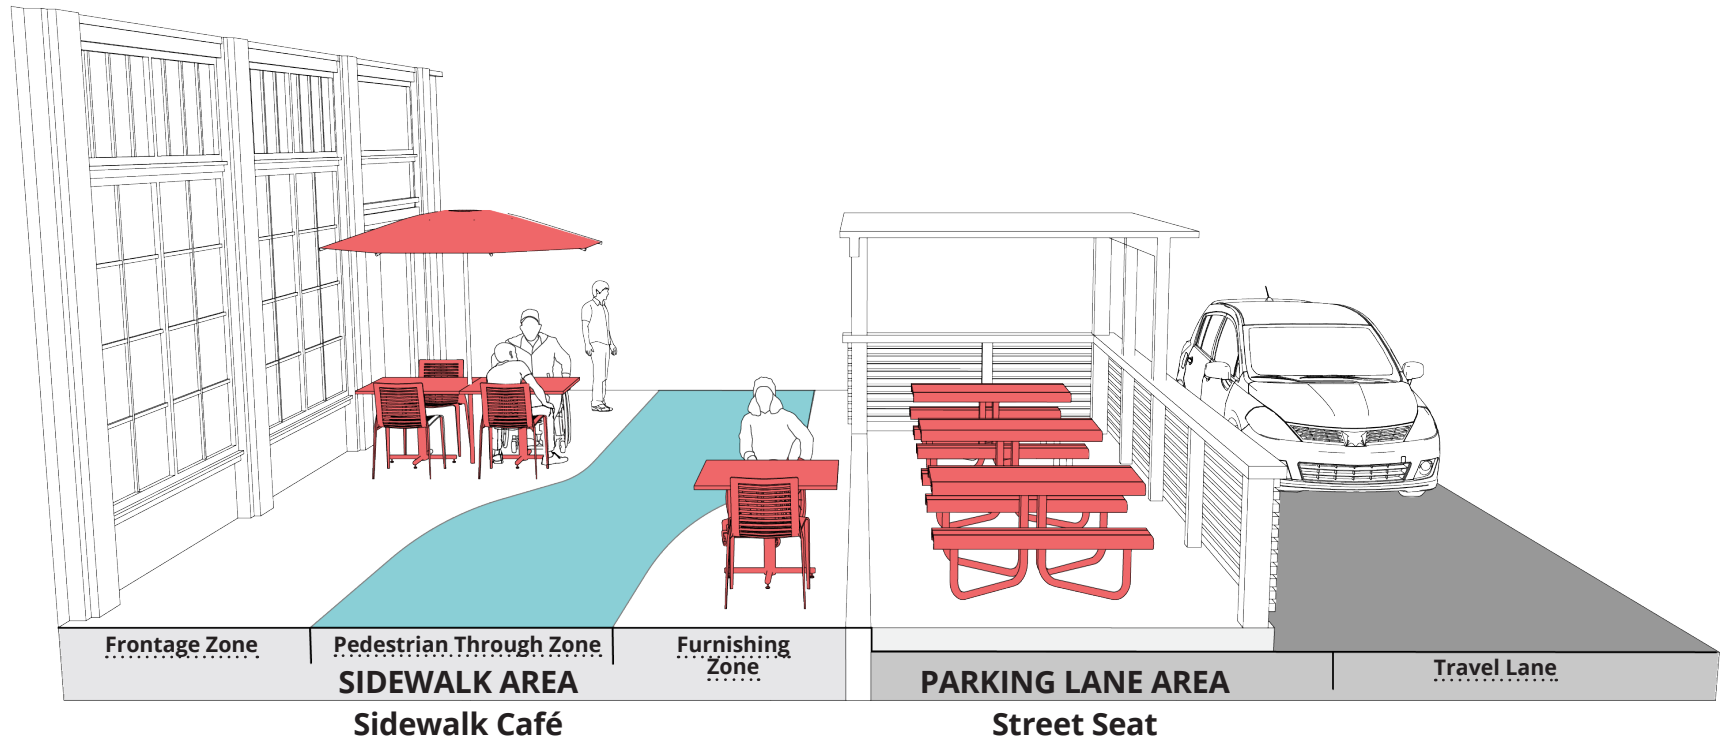 Frontage Zone
Pedestrian Through Zone
Furnishing
Zone
SIDEWALK AREA
Sidewalk Café
PARKING LANE AREA
Travel Lane
Street Seat